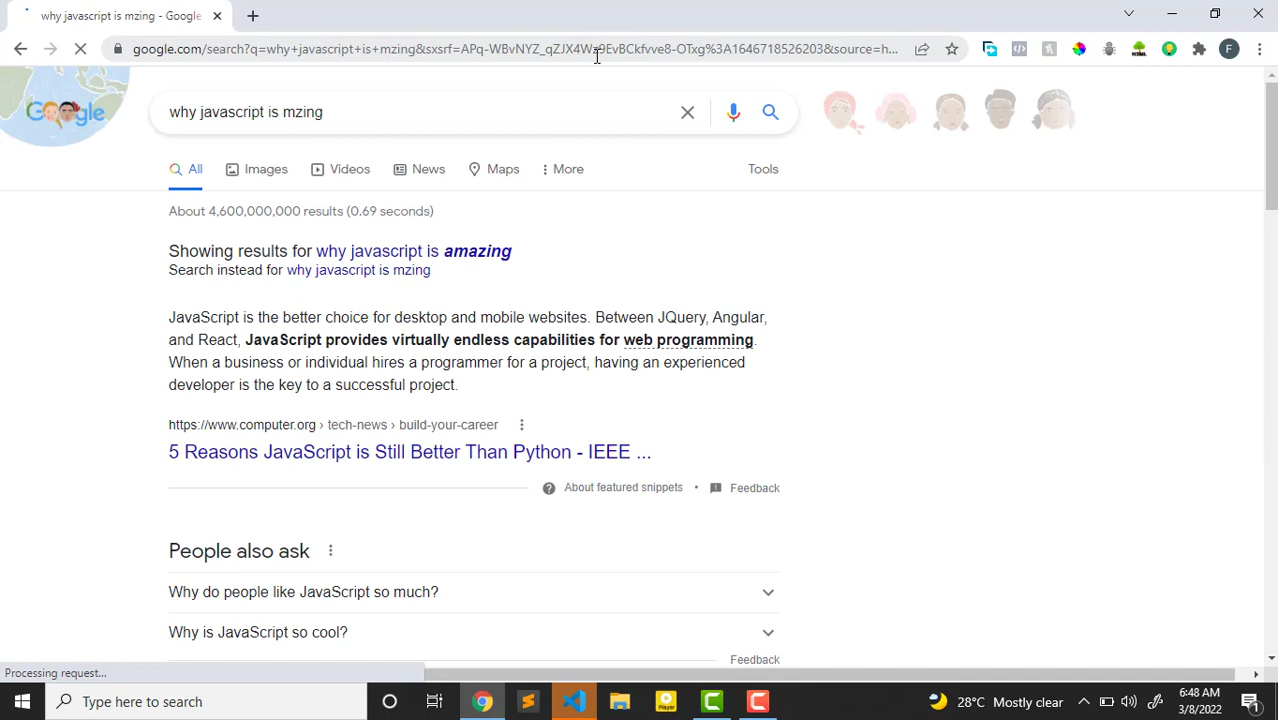 why javascript is mzing - Google
google.com/search?q=why+javascript+is+mzing&sxsrf=APq-WBvNYZ_qZJX4Wz9EvBCkfvve8-OTxg%3A1646718526203&source=h...
F
Google
why javascript is mzing
All Images Videos News Maps More Tools
About 4,600,000,000 results (0.69 seconds)
Showing results for why javascript is amazing
Search instead for why javascript is mzing
JavaScript is the better choice for desktop and mobile websites. Between JQuery, Angular,
and React, JavaScript provides virtually endless capabilities for web programming.
When a business or individual hires a programmer for a project, having an experienced
developer is the key to a successful project.
https://www.computer.org › tech-news › build-your-career
5 Reasons JavaScript is Still Better Than Python - IEEE ...
About featured snippets • Feedback
People also ask
Why do people like JavaScript so much?
Why is JavaScript so cool?
Feedback
Processing request...
Type here to search
28°C Mostly clear
6:48 AM
3/8/2022